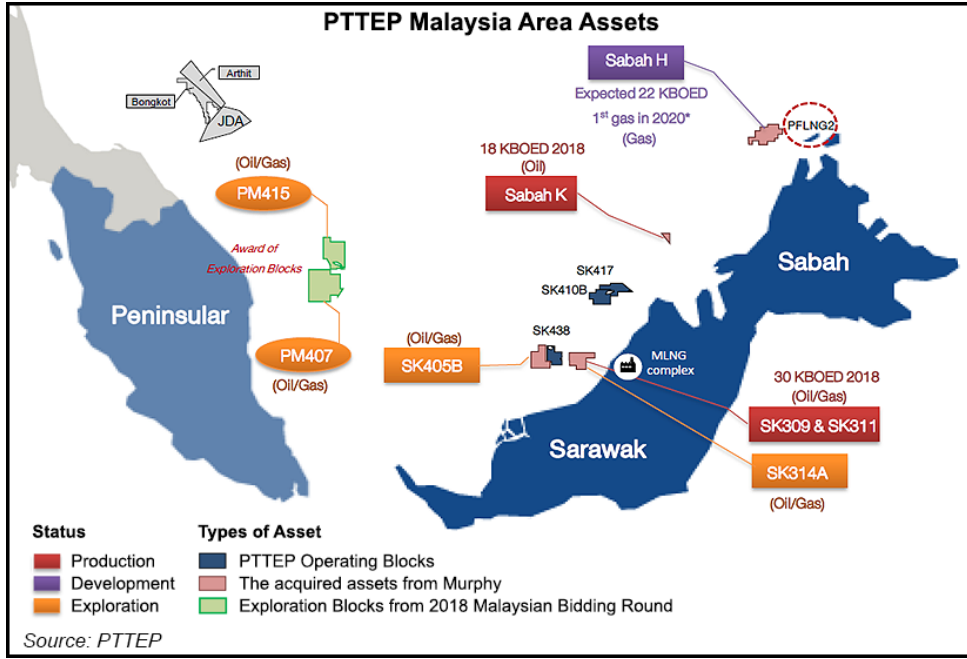 PTTEP Malaysia Area Assets
Arthit
Bongkot
JDA
Sabah H
Expected 22 KBOED
1st gas in 2020*
(Gas)
PFLNG2
(Oil/Gas)
PM415
18 KBOED 2018
(Oil)
Sabah K
Award of
Exploration Blocks
Sabah
SK417
SK410B
Peninsular
SK438
(Oil/Gas)
PM407
(Oil/Gas)
SK405B
MLNG
complex
30 KBOED 2018
(Oil/Gas)
SK309 & SK311
Sarawak
SK314A
(Oil/Gas)
Status
Production
Development
Exploration
Types of Asset
PTTEP Operating Blocks
The acquired assets from Murphy
Exploration Blocks from 2018 Malaysian Bidding Round
Source: PTTEP